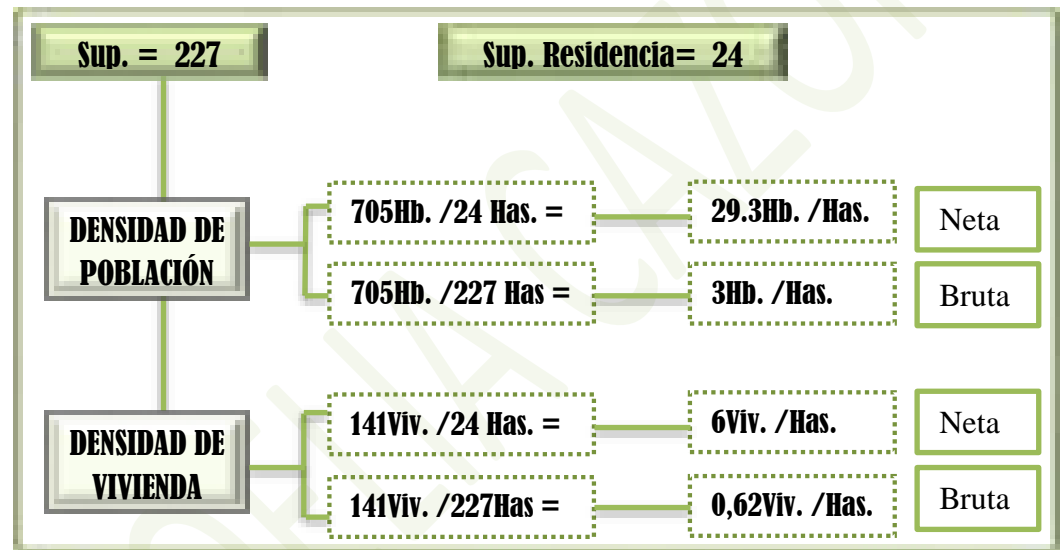 Sup. = 227
Sup. Residencia= 24
DENSIDAD DE
POBLACIÓN
705Hb. /24 Has. =
29.3Hb. /Has.
Neta
705Hb. /227 Has =
3Hb. /Has.
Bruta
DENSIDAD DE
VIVIENDA
141Viv. /24 Has. =
6Viv. /Has.
Neta
141Viv. /227Has =
0,62Viv. /Has.
Bruta